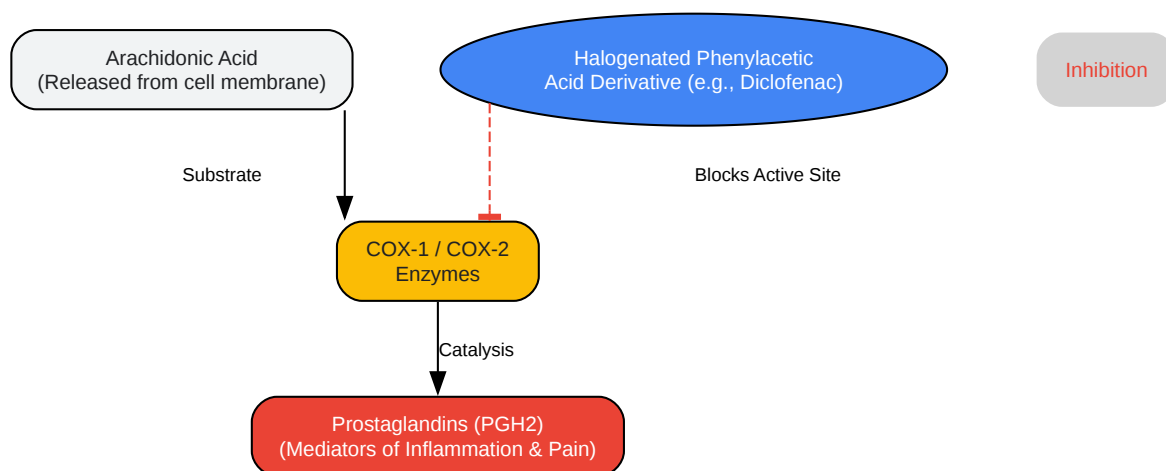 Arachidonic Acid
(Released from cell membrane)
Halogenated Phenylacetic
Acid Derivative (e.g., Diclofenac)
Inhibition
Substrate
Blocks Active Site
COX-1 / COX-2
Enzymes
Catalysis
Prostaglandins (PGH2)
(Mediators of Inflammation & Pain)